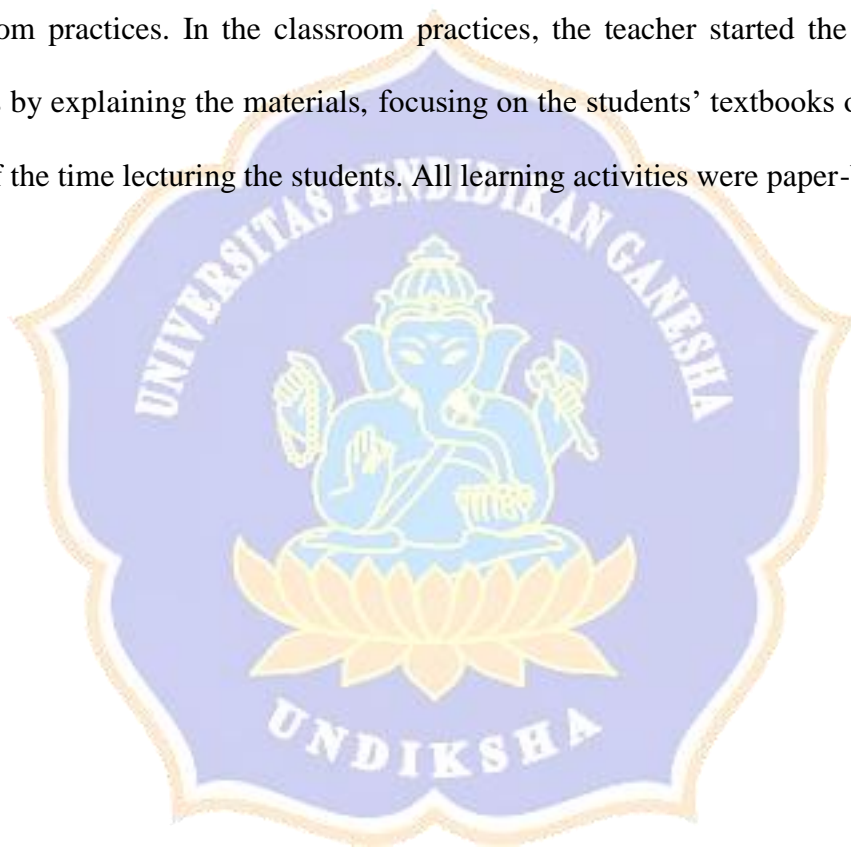 om practices. In the classroom practices, the teacher started the
by explaining the materials, focusing on the students’ textbooks
the time lecturing the students. All learning activities were paper-
UNIVERSITAS PENDIDIKAN GANESHA
UNDIKSHA